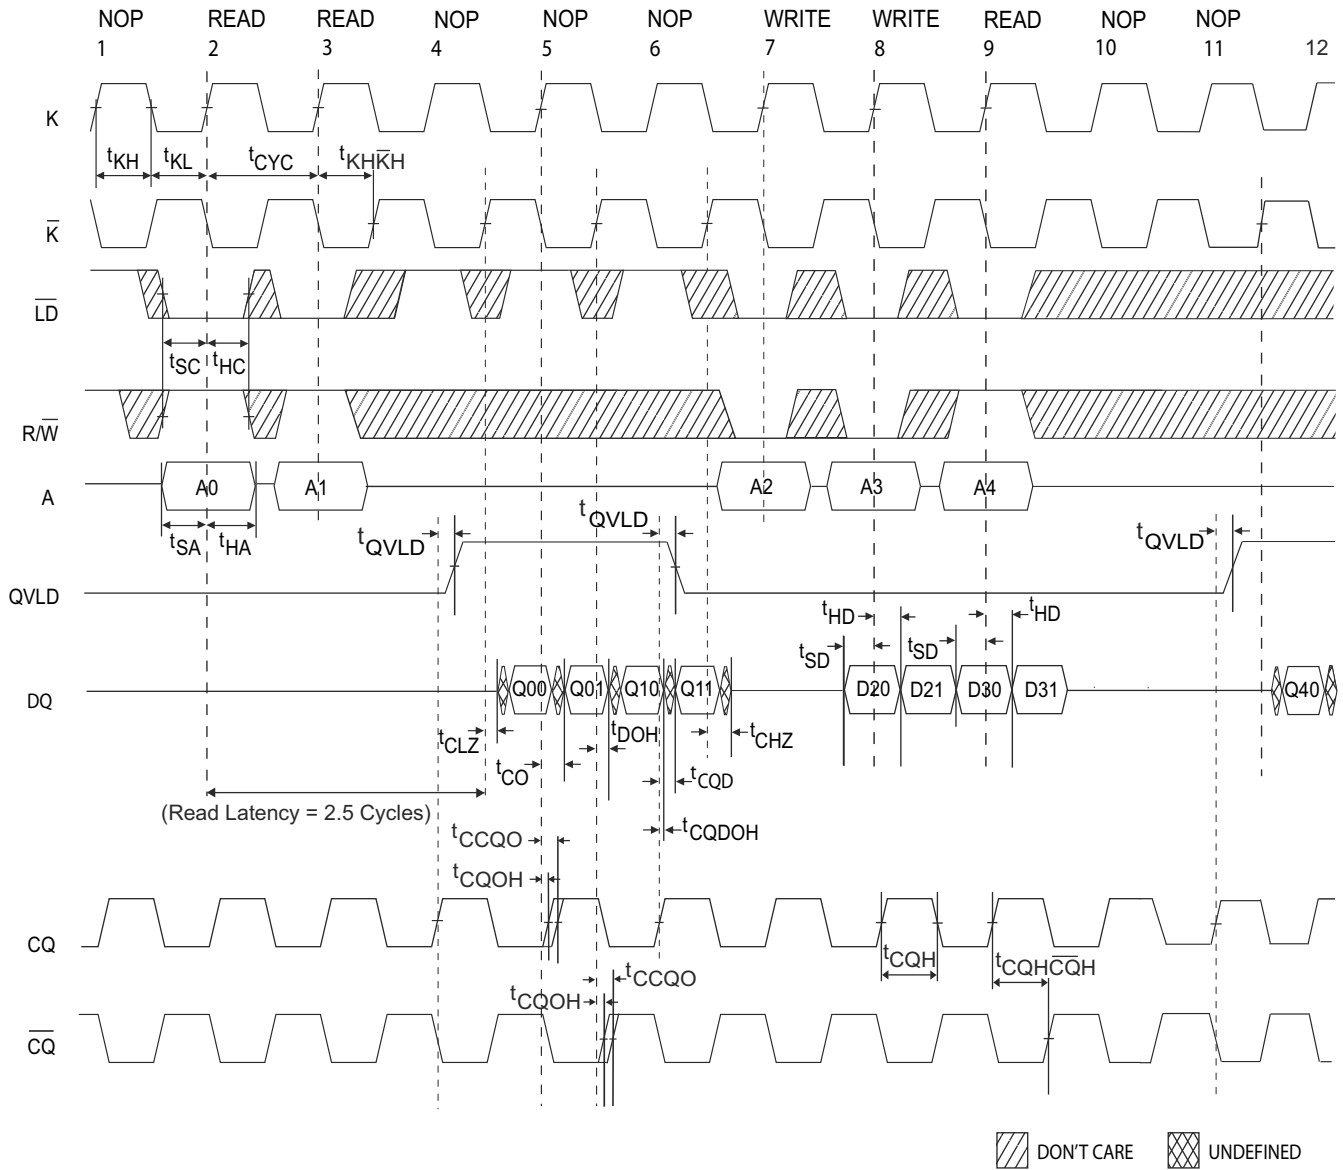 NOP READ READ NOP NOP NOP WRITE WRITE READ NOP NOP
1 2 3 4 5 6 7 8 9 10 11 12
K
tKH tKL tCYC tKHK̅H
K̅
L̅D̅
tSC tHC
R/W̅
A A0 A1 A2 A3 A4
tSA tHA tQVLD tQVLD tQVLD
QVLD
tHD tHD
tSD tSD
DQ Q00 Q01 Q10 Q11 D20 D21 D30 D31 Q40
tCLZ tDOH tCHZ
tCO tCQD
(Read Latency = 2.5 Cycles)
tCCQO tCQDOH
tCQOH
CQ
tCQH tCQHC̅Q̅H
tCCQO
tCQOH
C̅Q̅
DON'T CARE UNDEFINED